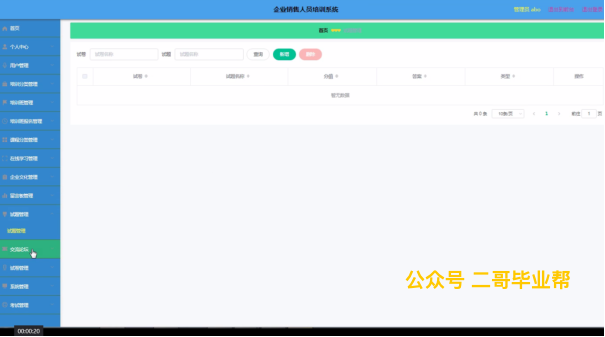 企业销售人员培训系统
管理员 abo
首页
首页
个人中心
用户管理
培训分类管理
培训班管理
培训班报名管理
课程分类管理
在线学习管理
企业文化管理
留言板管理
试题管理
试题管理
交流论坛
试卷管理
系统管理
考试管理
试卷 试卷名称 试题 试题名称 查询 新增 删除
试卷 试题名称 分值 答案 类型 操作
暂无数据
共 0 条 10条/页 1 前往 1 页
公众号 二哥毕业帮
00:00:20